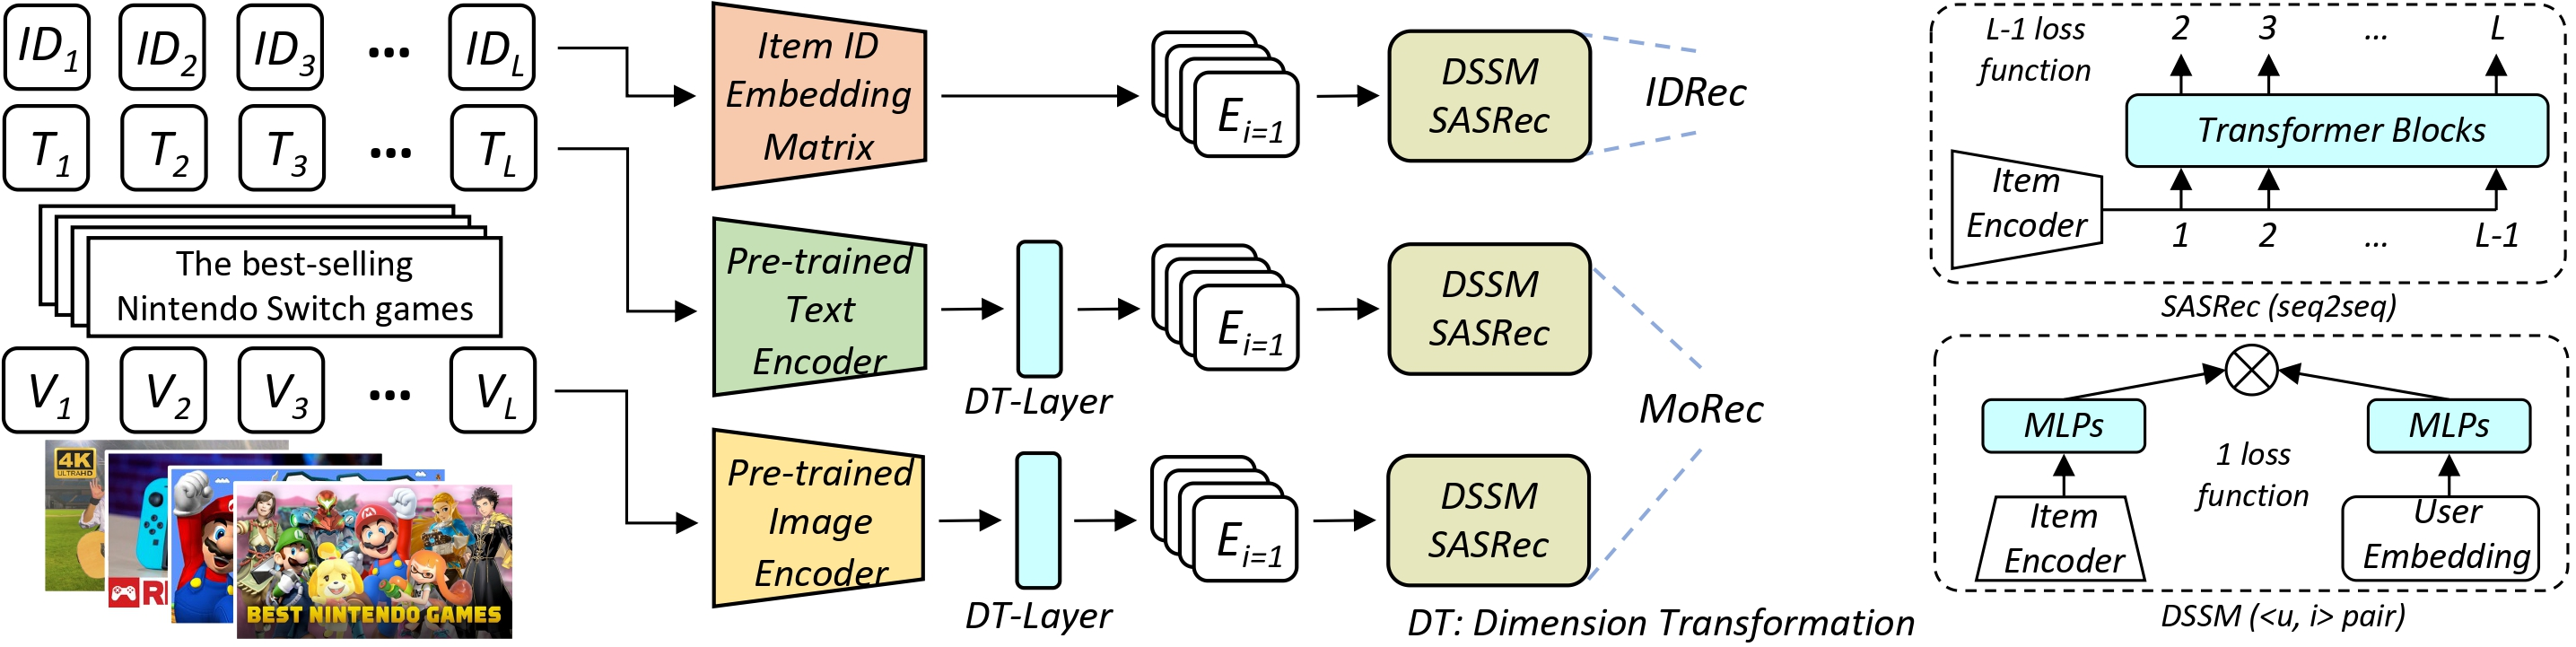 ID1 ID2 ID3 ... IDL
T1 T2 T3 ... TL
The best-selling
Nintendo Switch games
V1 V2 V3 ... VL
4K
ULTRAHD
BEST NINTENDO GAMES
Item ID
Embedding
Matrix
Ei=1
DSSM
SASRec
IDRec
Pre-trained
Text
Encoder
DT-Layer
Ei=1
DSSM
SASRec
MoRec
Pre-trained
Image
Encoder
DT-Layer
Ei=1
DSSM
SASRec
DT: Dimension Transformation
L-1 loss
function
2 3 ... L
Transformer Blocks
Item
Encoder
1 2 ... L-1
SASRec (seq2seq)
MLPs
MLPs
1 loss
function
Item
Encoder
User
Embedding
DSSM (<u, i> pair)